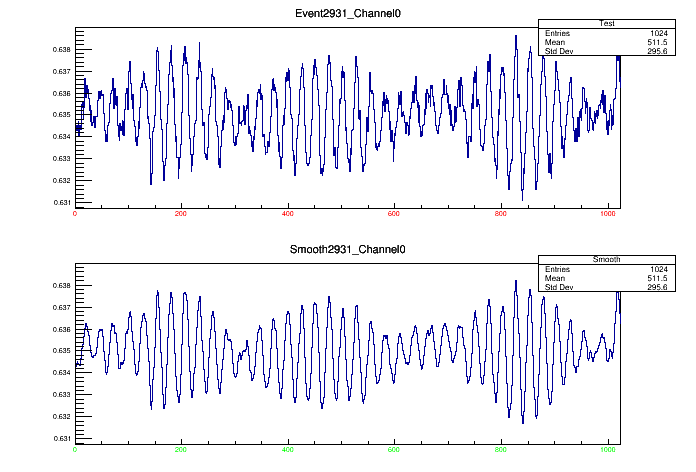 Event2931_Channel0
Test
Entries 1024
Mean 511.5
Std Dev 295.6
0.638
0.637
0.636
0.635
0.634
0.633
0.632
0.631
0 200 400 600 800 1000
Smooth2931_Channel0
Smooth
Entries 1024
Mean 511.5
Std Dev 295.6
0.638
0.637
0.636
0.635
0.634
0.633
0.632
0.631
0 200 400 600 800 1000